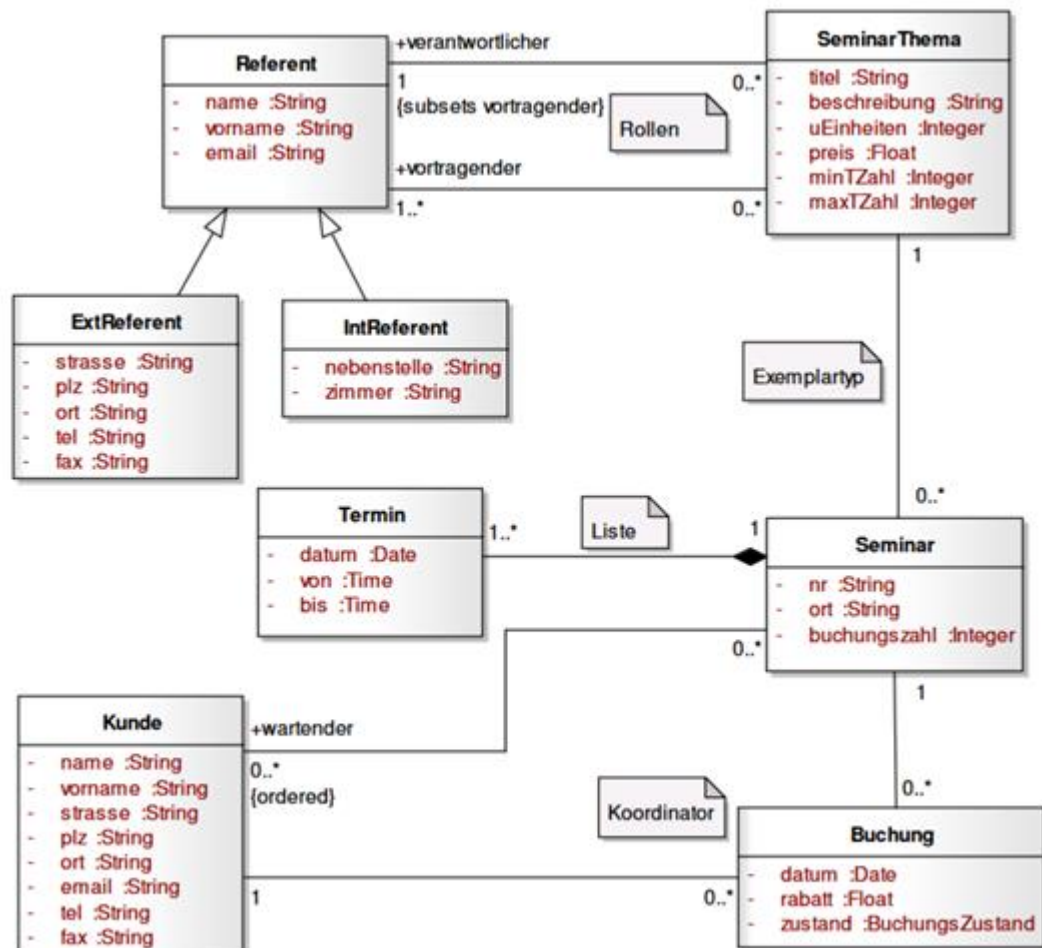 Referent
- name :String
- vorname :String
- email :String
+verantwortlicher
1
{subsets vortragender}
0..*
Rollen
+vortragender
1..*
0..*
SeminarThema
- titel :String
- beschreibung :String
- uEinheiten :Integer
- preis :Float
- minTZahl :Integer
- maxTZahl :Integer
1
ExtReferent
- strasse :String
- plz :String
- ort :String
- tel :String
- fax :String
IntReferent
- nebenstelle :String
- zimmer :String
Exemplartyp
0..*
Termin
- datum :Date
- von :Time
- bis :Time
1..*
Liste
1
Seminar
- nr :String
- ort :String
- buchungszahl :Integer
0..*
1
Kunde
- name :String
- vorname :String
- strasse :String
- plz :String
- ort :String
- email :String
- tel :String
- fax :String
+wartender
0..*
{ordered}
Koordinator
0..*
1
0..*
Buchung
- datum :Date
- rabatt :Float
- zustand :BuchungsZustand